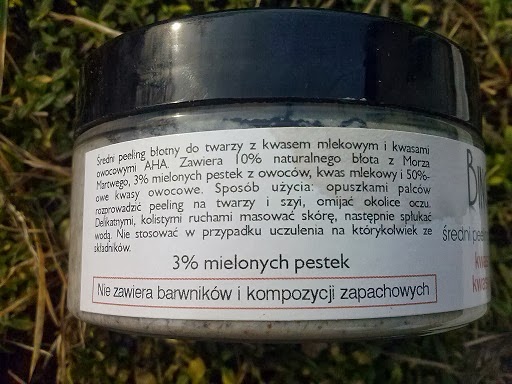 Średni peeling błotny do twarzy z kwasem mlekowym i kwasami
owocowymi AHA. Zawiera 10% naturalnego błota z Morza
Martwego, 3% mielonych pestek z owoców, kwas mlekowy i 50%-
owe kwasy owocowe. Sposób użycia: opuszkami palców
rozprowadzić peeling na twarzy i szyi, omijać okolice oczu.
Delikatnymi, kolistymi ruchami masować skórę, następnie spłukać
wodą. Nie stosować w przypadku uczulenia na którykolwiek ze
składników.
3% mielonych pestek
Nie zawiera barwników i kompozycji zapachowych
średni